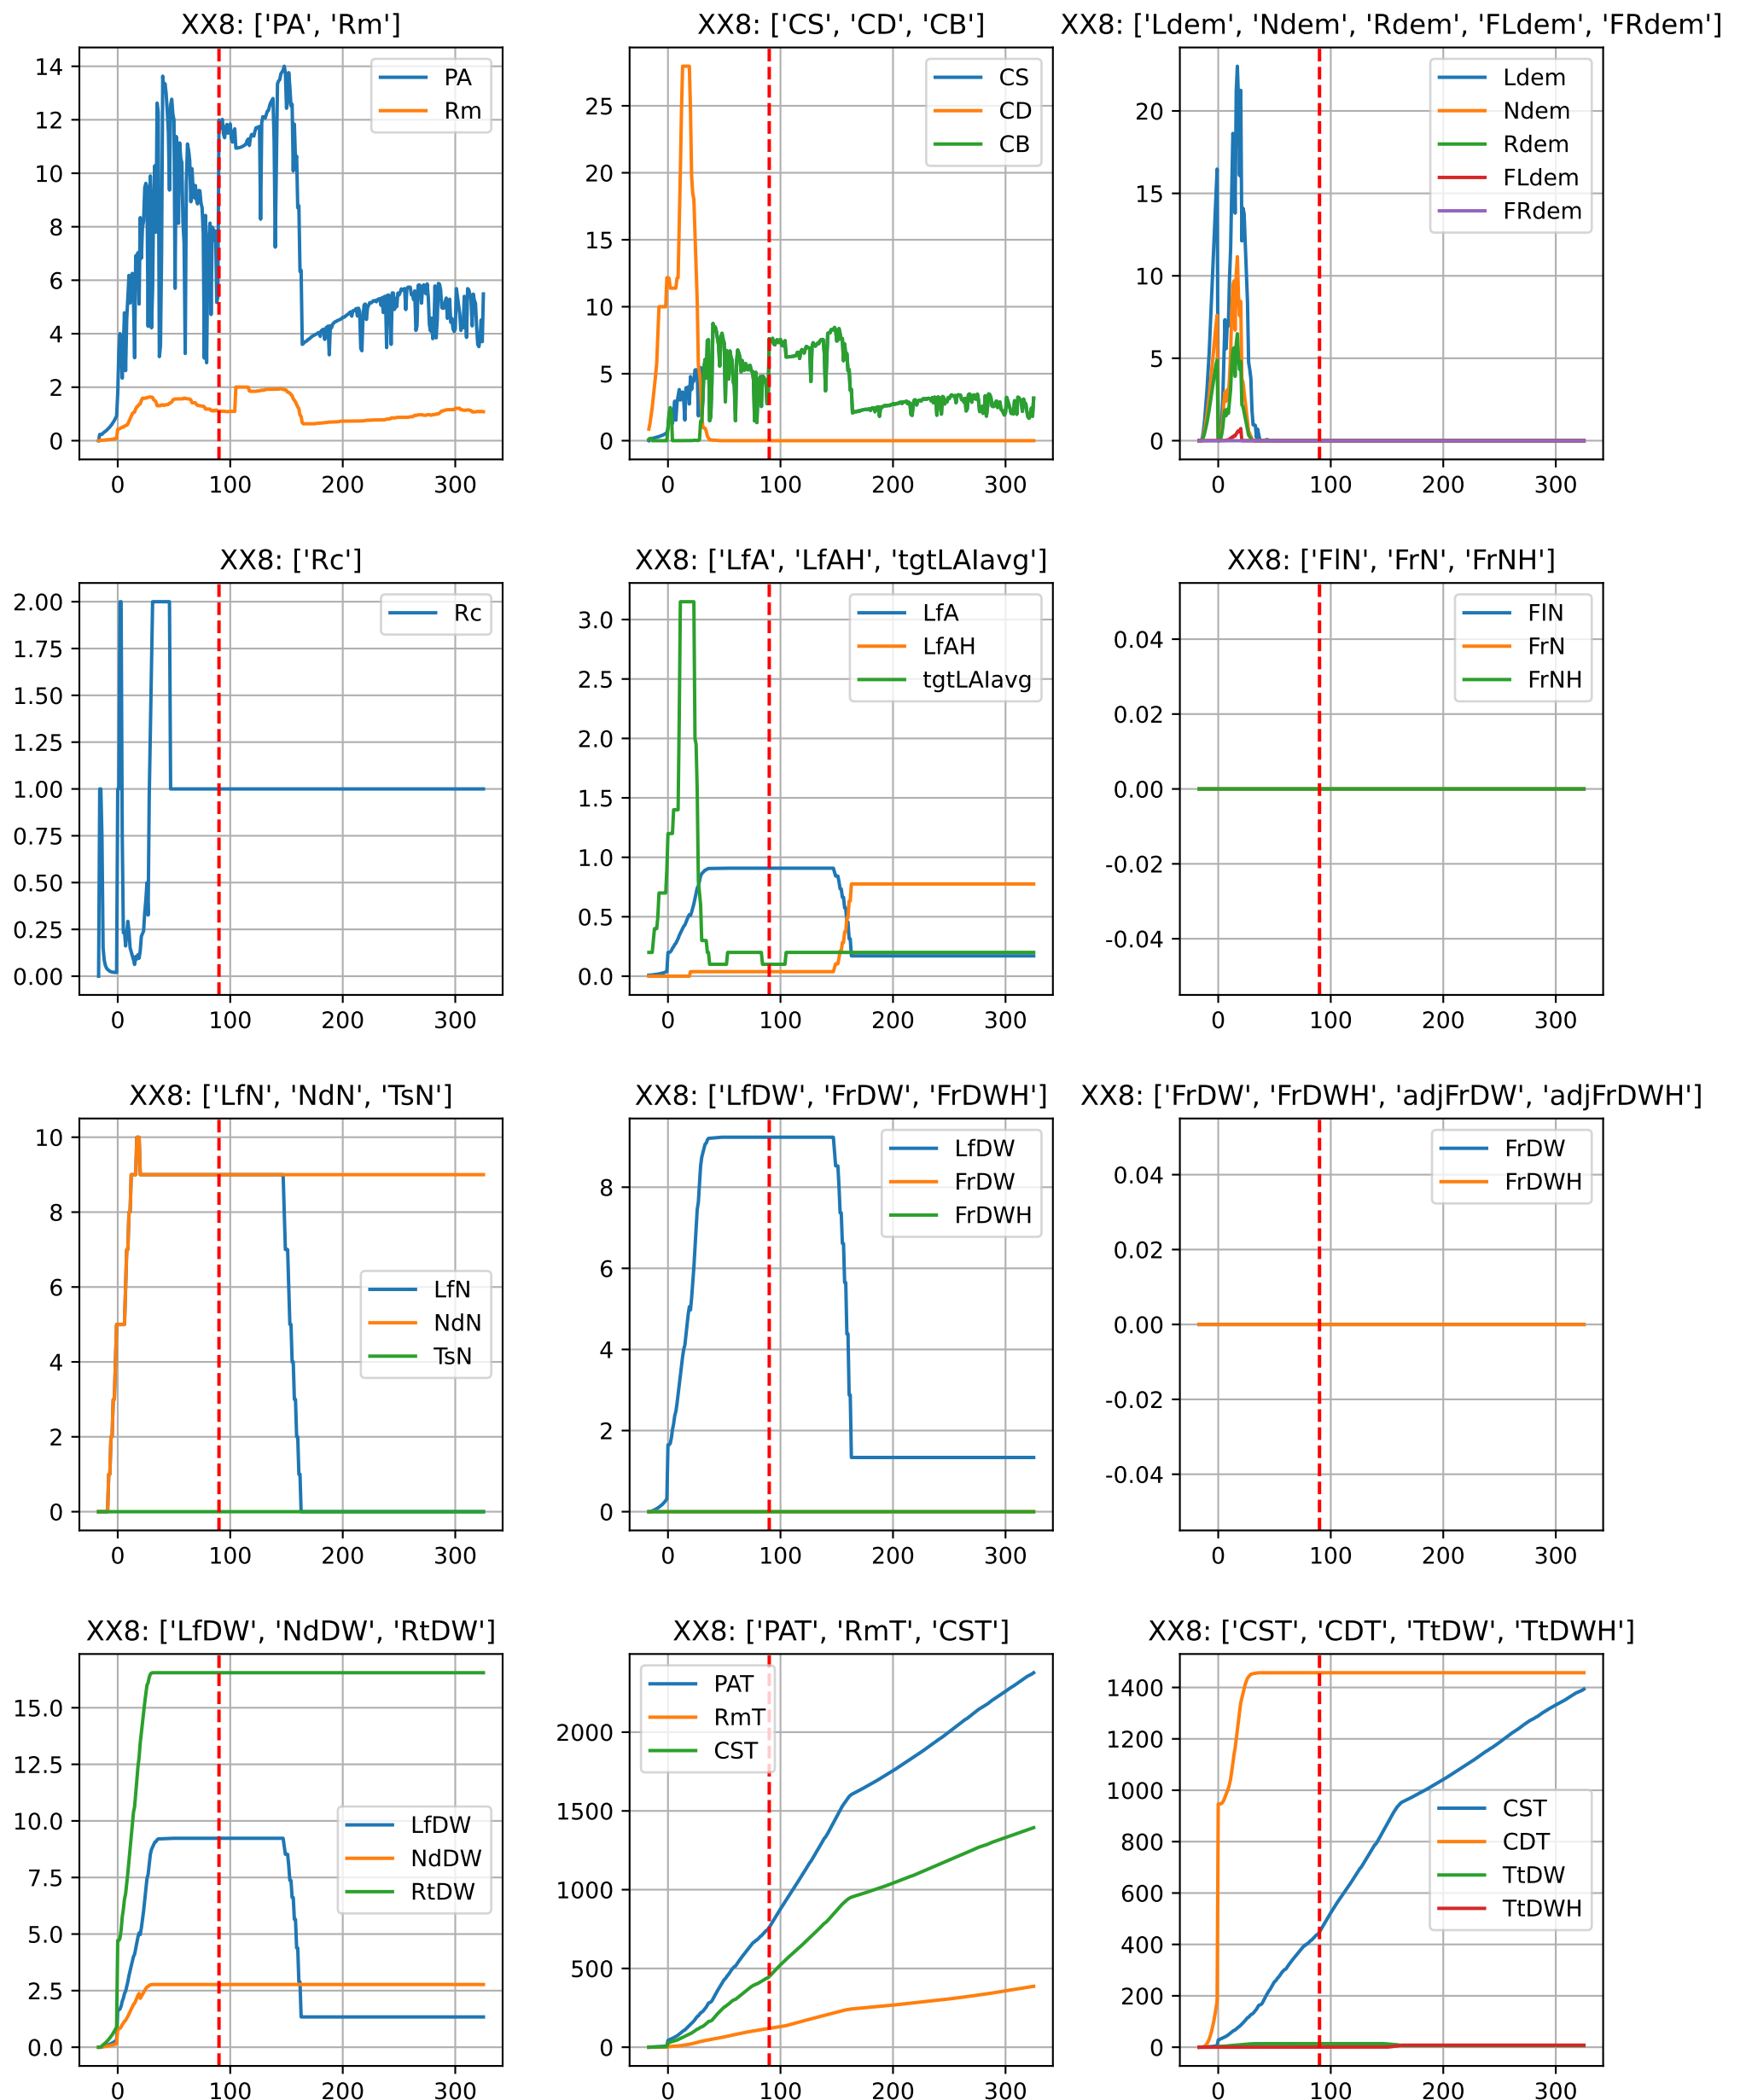 XX8: ['PA', 'Rm']
14
12
10
8
6
4
2
0
0 100 200 300
PA
Rm
XX8: ['CS', 'CD', 'CB']
25
20
15
10
5
0
0 100 200 300
CS
CD
CB
XX8: ['Ldem', 'Ndem', 'Rdem', 'FLdem', 'FRdem']
20
15
10
5
0
0 100 200 300
Ldem
Ndem
Rdem
FLdem
FRdem
XX8: ['Rc']
2.00
1.75
1.50
1.25
1.00
0.75
0.50
0.25
0.00
0 100 200 300
Rc
XX8: ['LfA', 'LfAH', 'tgtLAIavg']
3.0
2.5
2.0
1.5
1.0
0.5
0.0
0 100 200 300
LfA
LfAH
tgtLAIavg
XX8: ['FlN', 'FrN', 'FrNH']
0.04
0.02
0.00
-0.02
-0.04
0 100 200 300
FlN
FrN
FrNH
XX8: ['LfN', 'NdN', 'TsN']
10
8
6
4
2
0
0 100 200 300
LfN
NdN
TsN
XX8: ['LfDW', 'FrDW', 'FrDWH']
8
6
4
2
0
0 100 200 300
LfDW
FrDW
FrDWH
XX8: ['FrDW', 'FrDWH', 'adjFrDW', 'adjFrDWH']
0.04
0.02
0.00
-0.02
-0.04
0 100 200 300
FrDW
FrDWH
XX8: ['LfDW', 'NdDW', 'RtDW']
15.0
12.5
10.0
7.5
5.0
2.5
0.0
0 100 200 300
LfDW
NdDW
RtDW
XX8: ['PAT', 'RmT', 'CST']
2000
1500
1000
500
0
0 100 200 300
PAT
RmT
CST
XX8: ['CST', 'CDT', 'TtDW', 'TtDWH']
1400
1200
1000
800
600
400
200
0
0 100 200 300
CST
CDT
TtDW
TtDWH